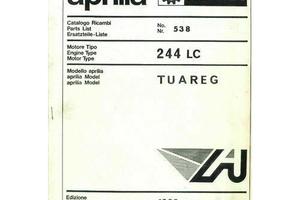 aprilia
Catalogo Ricambi
Parts List
Ersatzteile-Liste
No.
Nr. 538
Motore Tipo
Engine Type
Motor Type
244 LC
Modello aprilia
aprilia Model
aprilia Model
TUAREG
Edizione